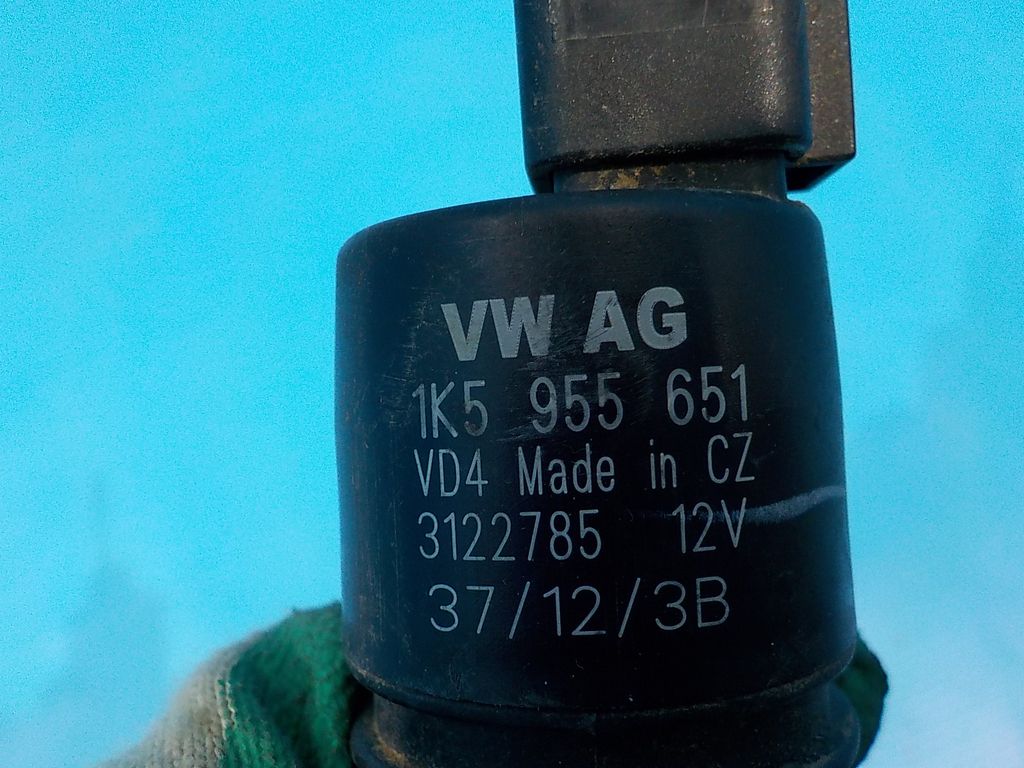 VW AG
1K5 955 651
VD4 Made in CZ
3122785 12V
37/12/3B